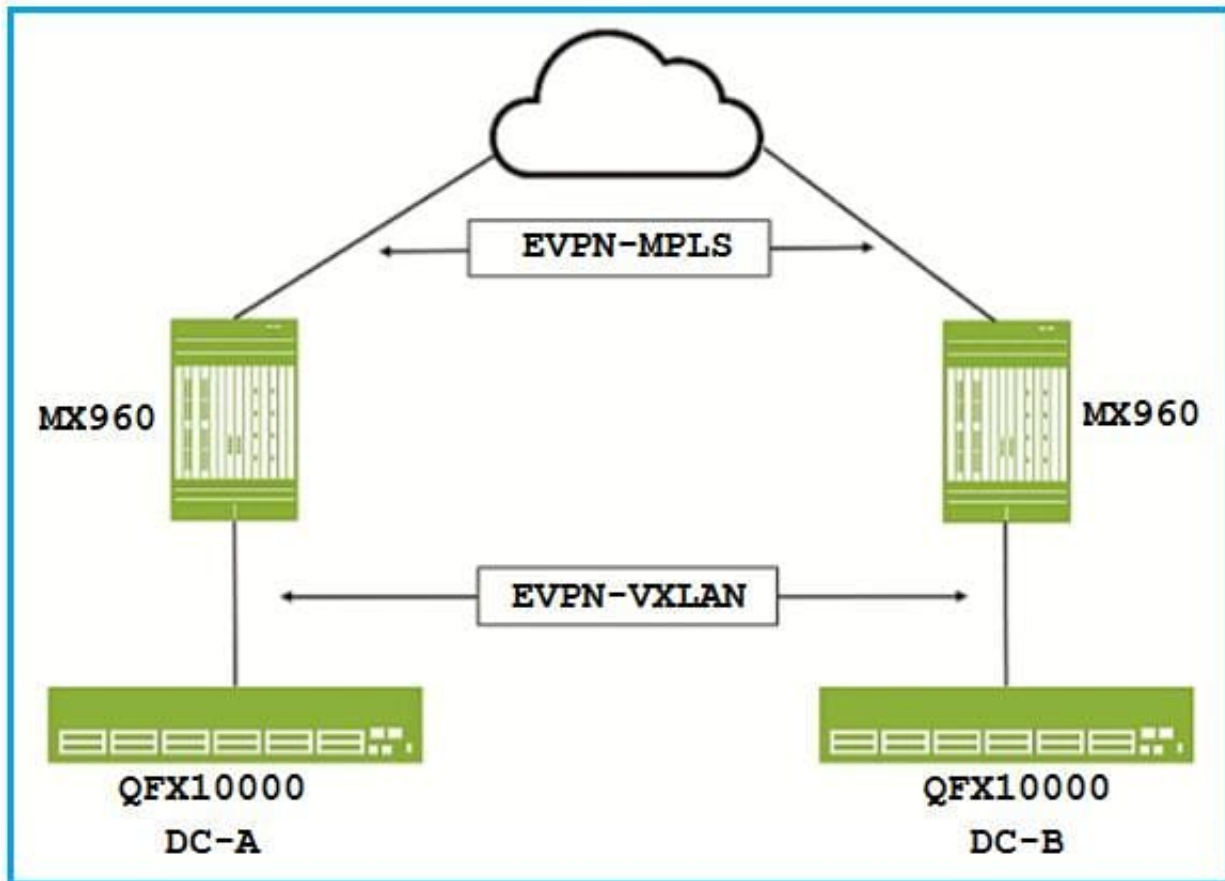 EVPN-MPLS
MX960
MX960
EVPN-VXLAN
QFX10000
QFX10000
DC-A
DC-B